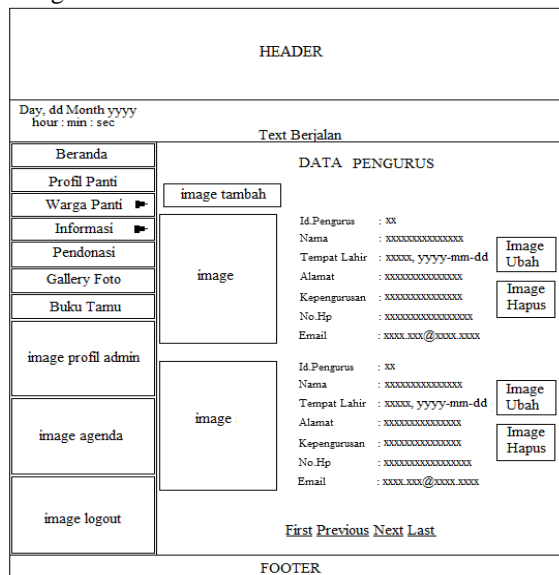 HEADER
Day, dd Month yyyy
hour : min : sec
Text Berjalan
Beranda
Profil Panti
Warga Panti
Informasi
Pendonasi
Gallery Foto
Buku Tamu
image profil admin
image agenda
image logout
DATA PENGURUS
image tambah
image
Id.Pengurus : xx
Nama : xxxxxxxxxxxxxxx
Tempat Lahir : xxxxx, yyyy-mm-dd
Alamat : xxxxxxxxxxxxxxx
Kepengurusan : xxxxxxxxxxxxxxx
No.Hp : xxxxxxxxxxxxxxxxx
Email : xxxx.xxx@xxxx.xxxx
Image
Ubah
Image
Hapus
image
Id.Pengurus : xx
Nama : xxxxxxxxxxxxxxx
Tempat Lahir : xxxxx, yyyy-mm-dd
Alamat : xxxxxxxxxxxxxxx
Kepengurusan : xxxxxxxxxxxxxxx
No.Hp : xxxxxxxxxxxxxxxxx
Email : xxxx.xxx@xxxx.xxxx
Image
Ubah
Image
Hapus
First Previous Next Last
FOOTER